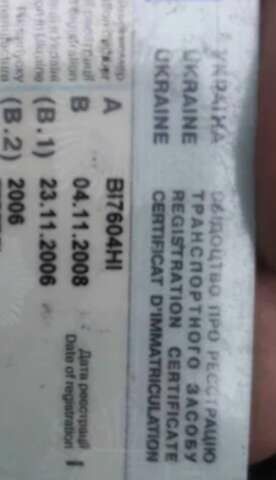 УКРАЇНА СВІДОЦТВО ПРО РЕЄСТРАЦІЮ
UKRAINE ТРАНСПОРТНОГО ЗАСОБУ
UKRAINE REGISTRATION CERTIFICATE
CERTIFICAT D'IMMATRICULATION
A BI7604HI
B 04.11.2008 Дата реєстрації
Date of registration I
(B.1) 23.11.2006
(B.2) 2006